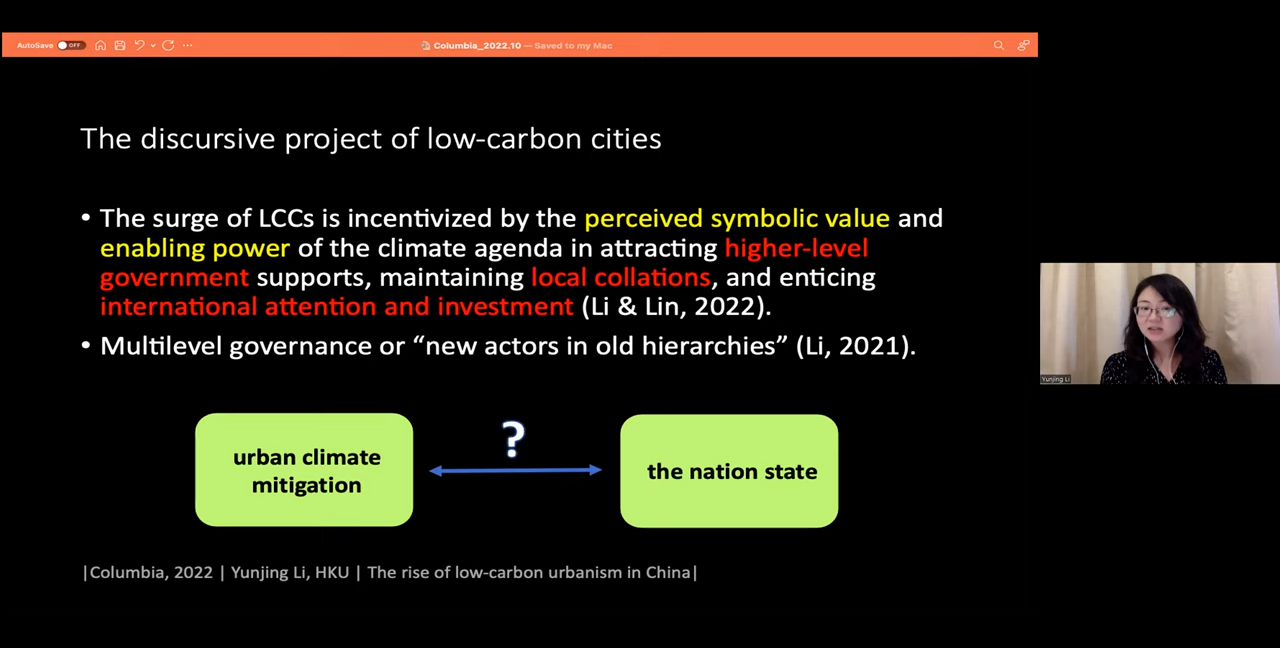 AutoSave OFF
Columbia_2022.10 — Saved to my Mac
The discursive project of low-carbon cities
• The surge of LCCs is incentivized by the perceived symbolic value and
enabling power of the climate agenda in attracting higher-level
government supports, maintaining local collations, and enticing
international attention and investment (Li & Lin, 2022).
• Multilevel governance or “new actors in old hierarchies” (Li, 2021).
?
urban climate
mitigation
the nation state
|Columbia, 2022 | Yunjing Li, HKU | The rise of low-carbon urbanism in China|
Yunjing Li